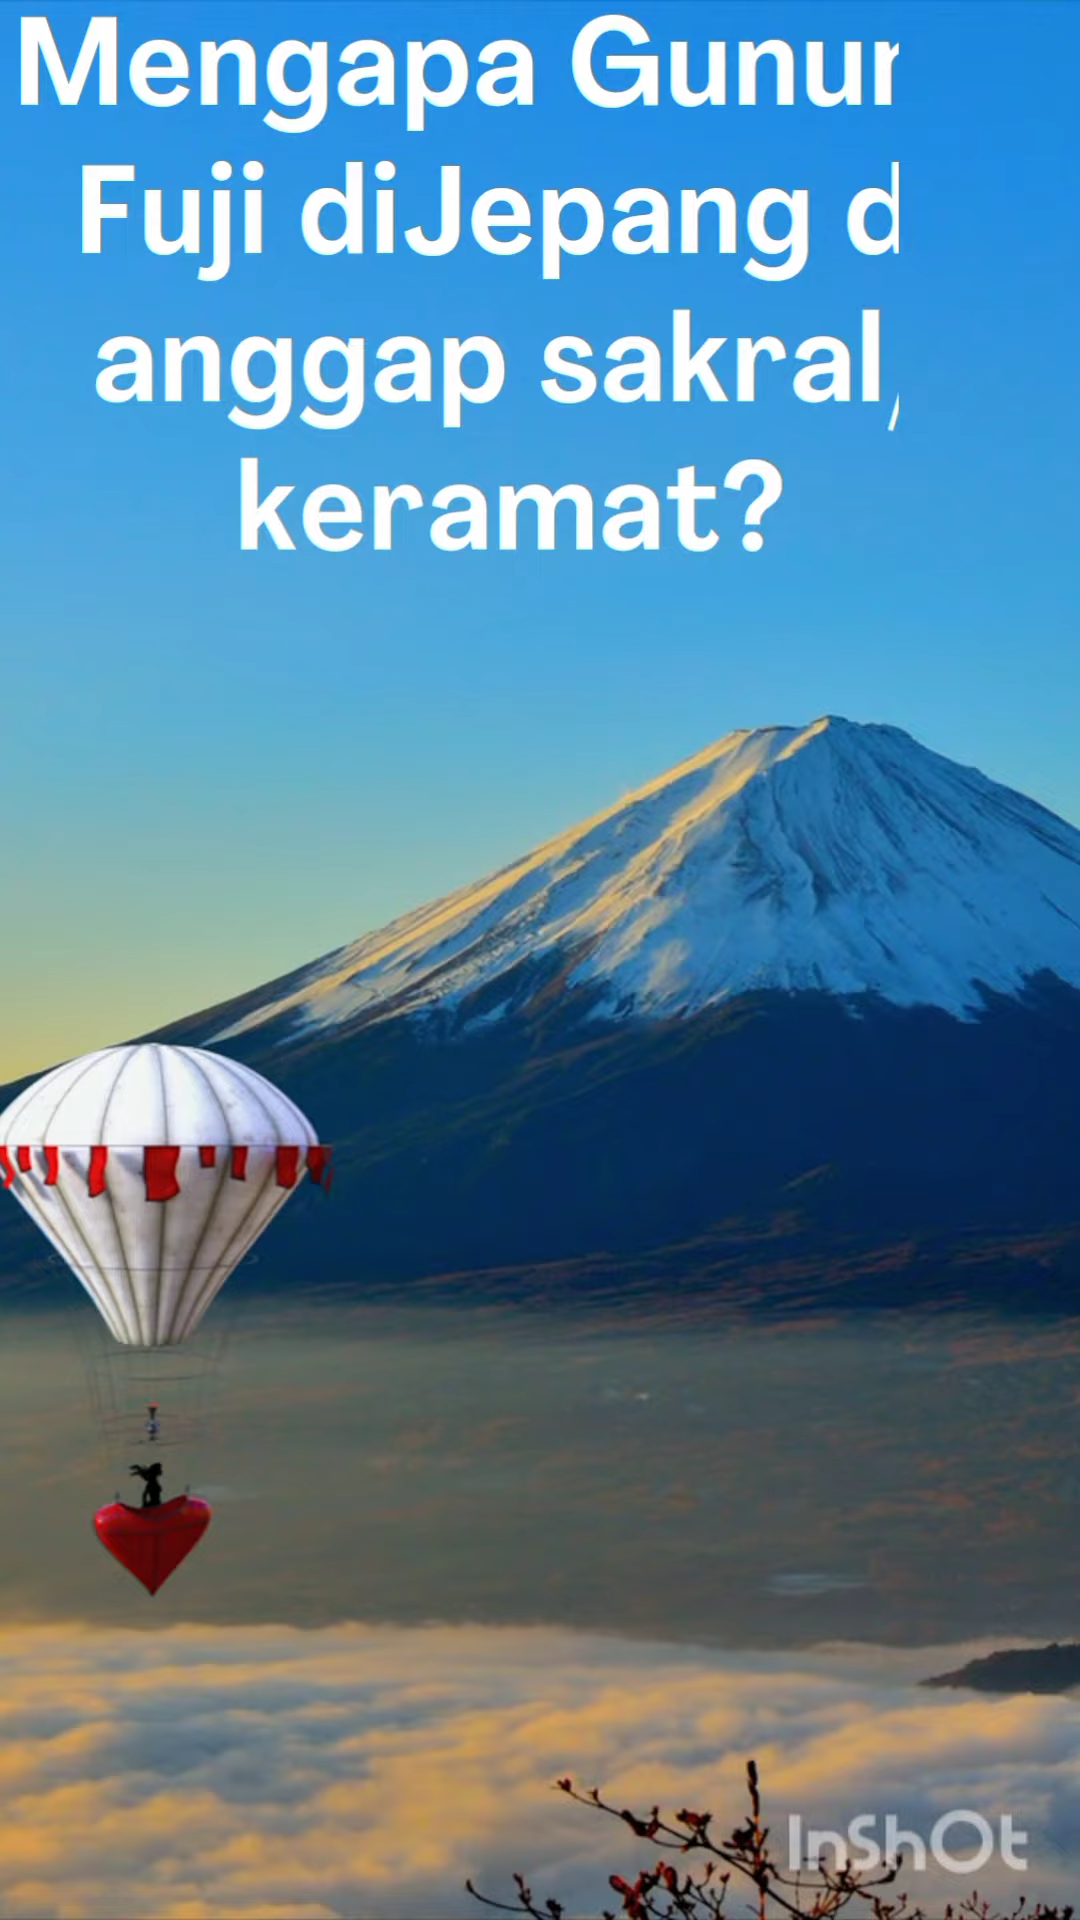 Mengapa Gunur
Fuji diJepang d
anggap sakral,
keramat?
InShOt